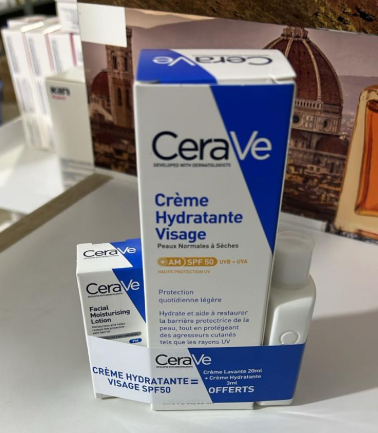 CeraVe
CeraVe
DEVELOPED WITH DERMATOLOGISTS
Crème
Hydratante
Visage
Peaux Normales à Sèches
AM SPF 50 UVB + UVA
HAUTE PROTECTION UV
Protection
quotidienne légère
Hydrate et aide à restaurer
la barrière protectrice de la
peau, tout en protégeant
des agresseurs cutanés
tels que les rayons UV
CeraVe
CeraVe
Facial
Moisturising
Lotion
CRÈME HYDRATANTE
VISAGE SPF50
=
CeraVe
Crème Lavante 20ml
+ Crème Hydratante
3ml
OFFERTS